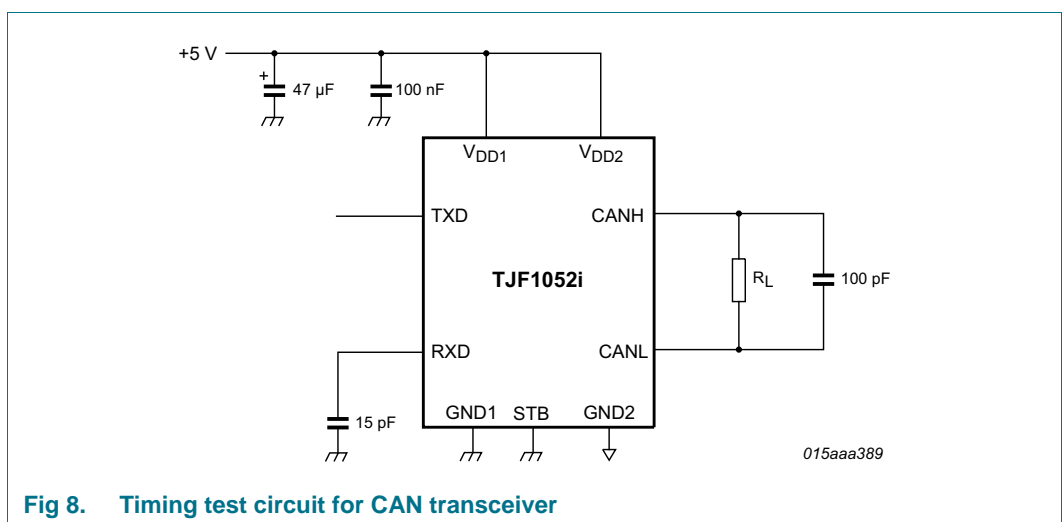 +5 V
+
47 µF
100 nF
VDD1
VDD2
TXD
CANH
TJF1052i
RL
100 pF
RXD
CANL
15 pF
GND1 STB GND2
015aaa389
Fig 8. Timing test circuit for CAN transceiver